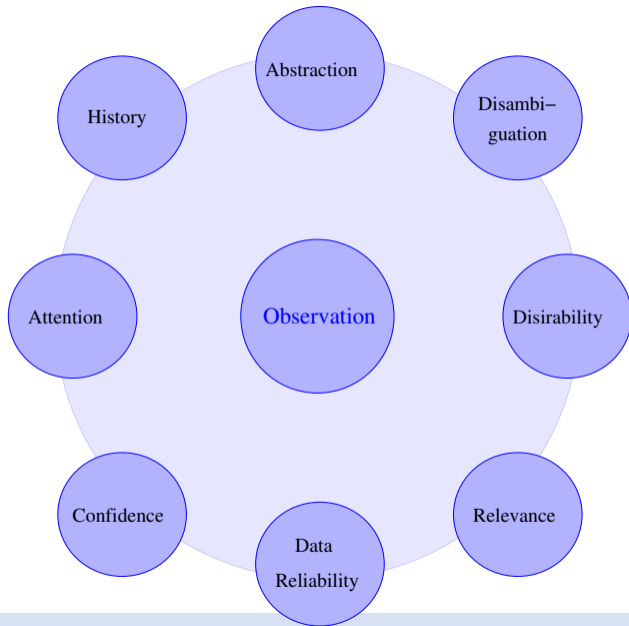 Abstraction
History
Disambi–
guation
Attention
Observation
Disirability
Confidence
Relevance
Data
Reliability